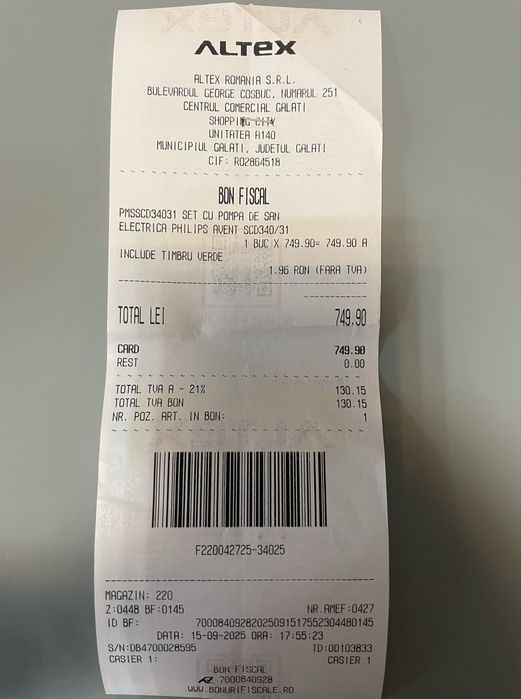 ALTEX
ALTEX ROMANIA S.R.L.
BULEVARDUL GEORGE COSBUC, NUMARUL 251
CENTRUL COMERCIAL GALATI
SHOPPING CITY
UNITATEA A140
MUNICIPIUL GALATI, JUDETUL GALATI
CIF: RO2864518
BON FISCAL
PMSSCD34031 SET CU POMPA DE SAN
ELECTRICA PHILIPS AVENT SCD340/31
1 BUC X 749.90= 749.90 A
INCLUDE TIMBRU VERDE
1.96 RON (FARA TVA)
TOTAL LEI 749.90
CARD 749.90
REST 0.00
TOTAL TVA A - 21% 130.15
TOTAL TVA BON 130.15
NR. POZ. ART. IN BON: 1
F220042725-34025
MAGAZIN: 220
Z:0448 BF:0145 NR.AMEF:0427
ID BF: 70008409282025091517552304480145
DATA: 15-09-2025 ORA: 17:55:23
S/N:DB4700028595 TD:00103833
CASIER 1: CASIER 1
BON FISCAL
7000840928
WWW.BONURIFISCALE.RO